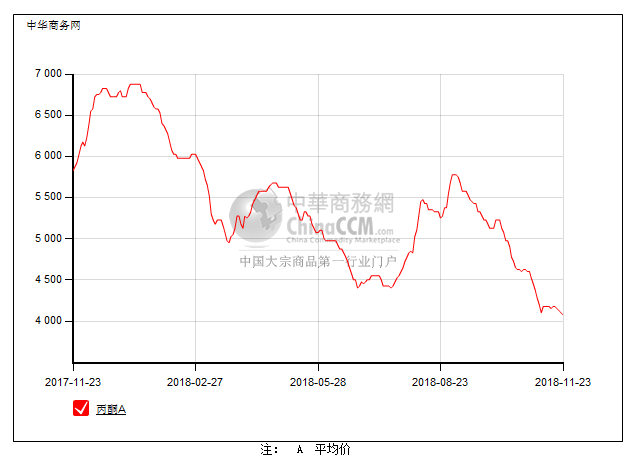 中华商务网
7 000
6 500
6 000
5 500
5 000
4 500
4 000
中華商務網
ChinaCCM.com
China Commodity Marketplace
中国大宗商品第一行业门户
2017-11-23 2018-02-27 2018-05-28 2018-08-23 2018-11-23
丙酮A
注： A 平均价